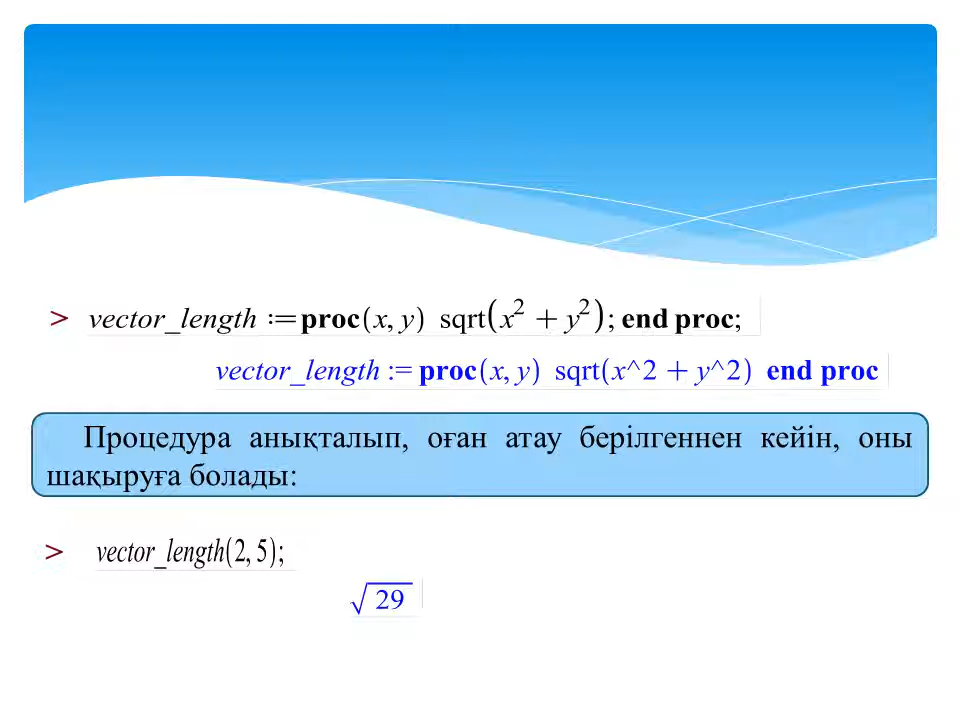 > vector_length := proc(x, y) sqrt(x² + y²); end proc;
vector_length := proc(x, y) sqrt(x^2 + y^2) end proc
Процедура анықталып, оған атау берілгеннен кейін, оны
шақыруға болады:
> vector_length(2, 5);
√29